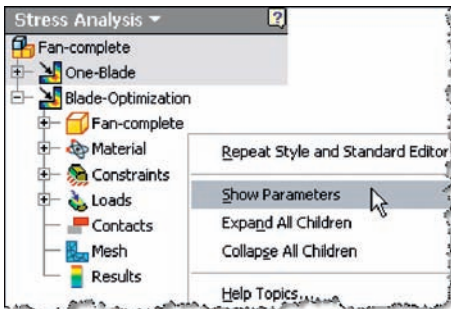 Stress Analysis
Fan-complete
One-Blade
Blade-Optimization
Fan-complete
Material
Constraints
Loads
Contacts
Mesh
Results
Repeat Style and Standard Editor
Show Parameters
Expand All Children
Collapse All Children
Help Topics...